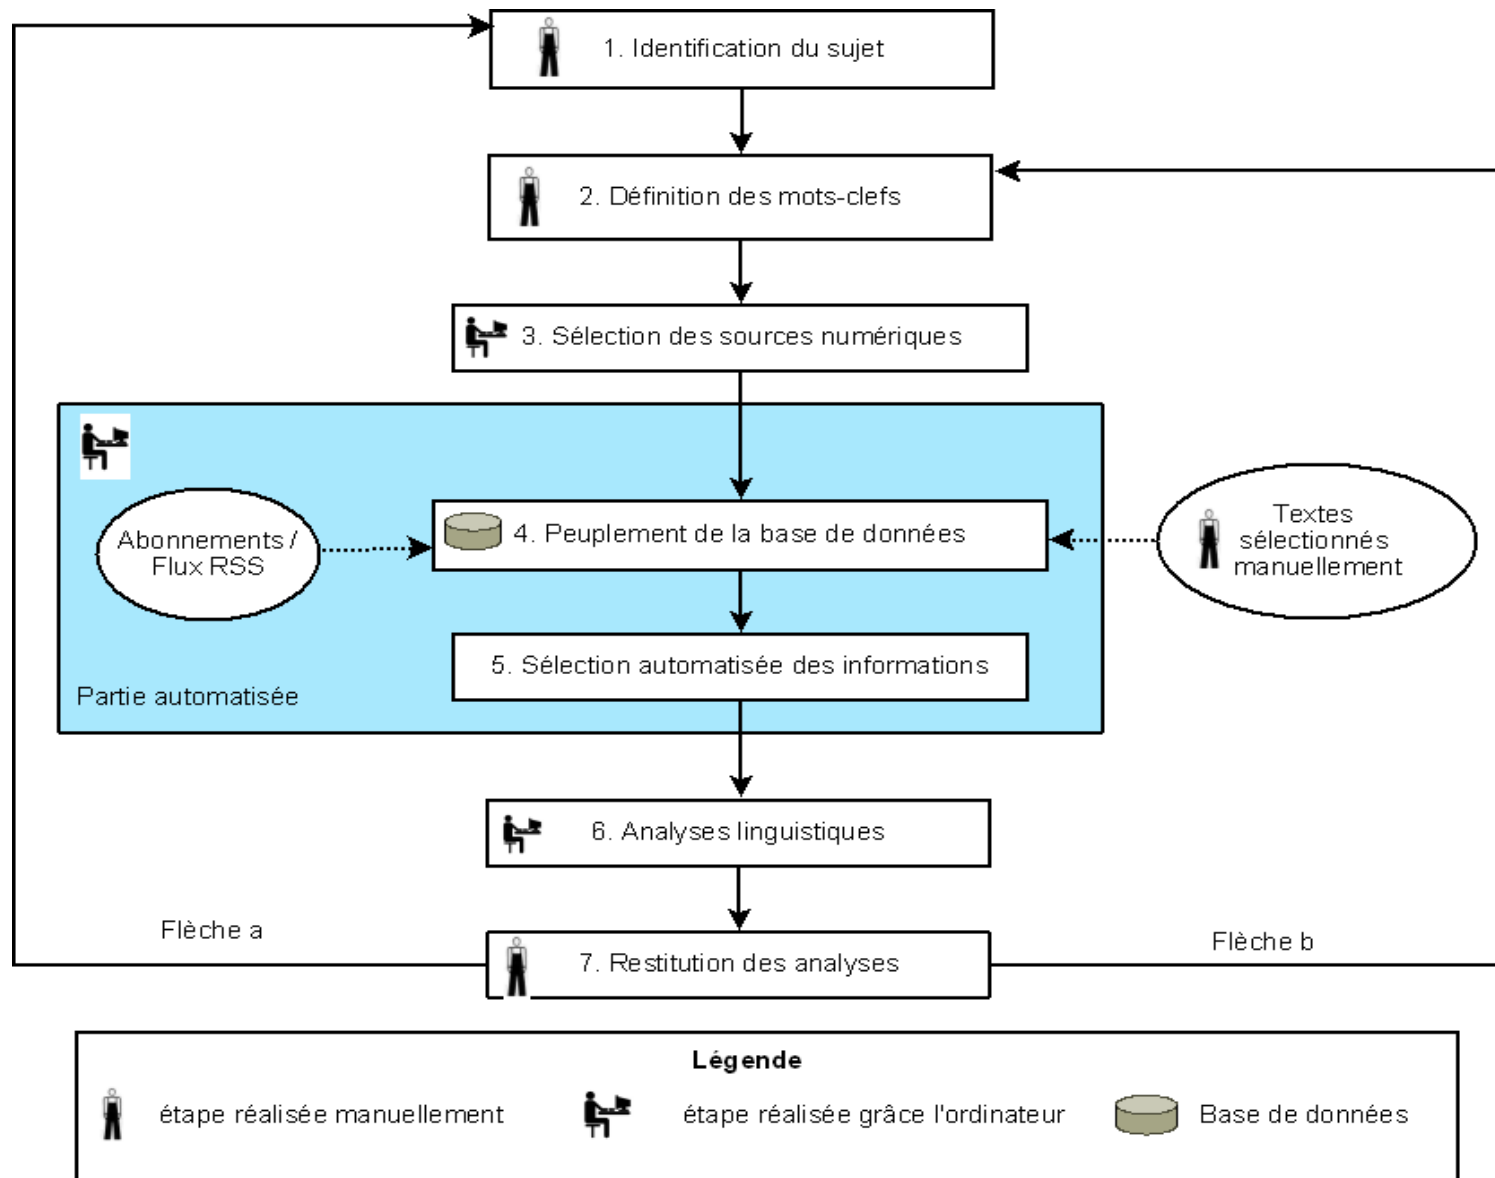 1. Identification du sujet
2. Définition des mots-clefs
3. Sélection des sources numériques
Abonnements /
Flux RSS
4. Peuplement de la base de données
Textes
sélectionnés
manuellement
5. Sélection automatisée des informations
Partie automatisée
6. Analyses linguistiques
Flèche a
7. Restitution des analyses
Flèche b
Légende
étape réalisée manuellement
étape réalisée grâce l'ordinateur
Base de données